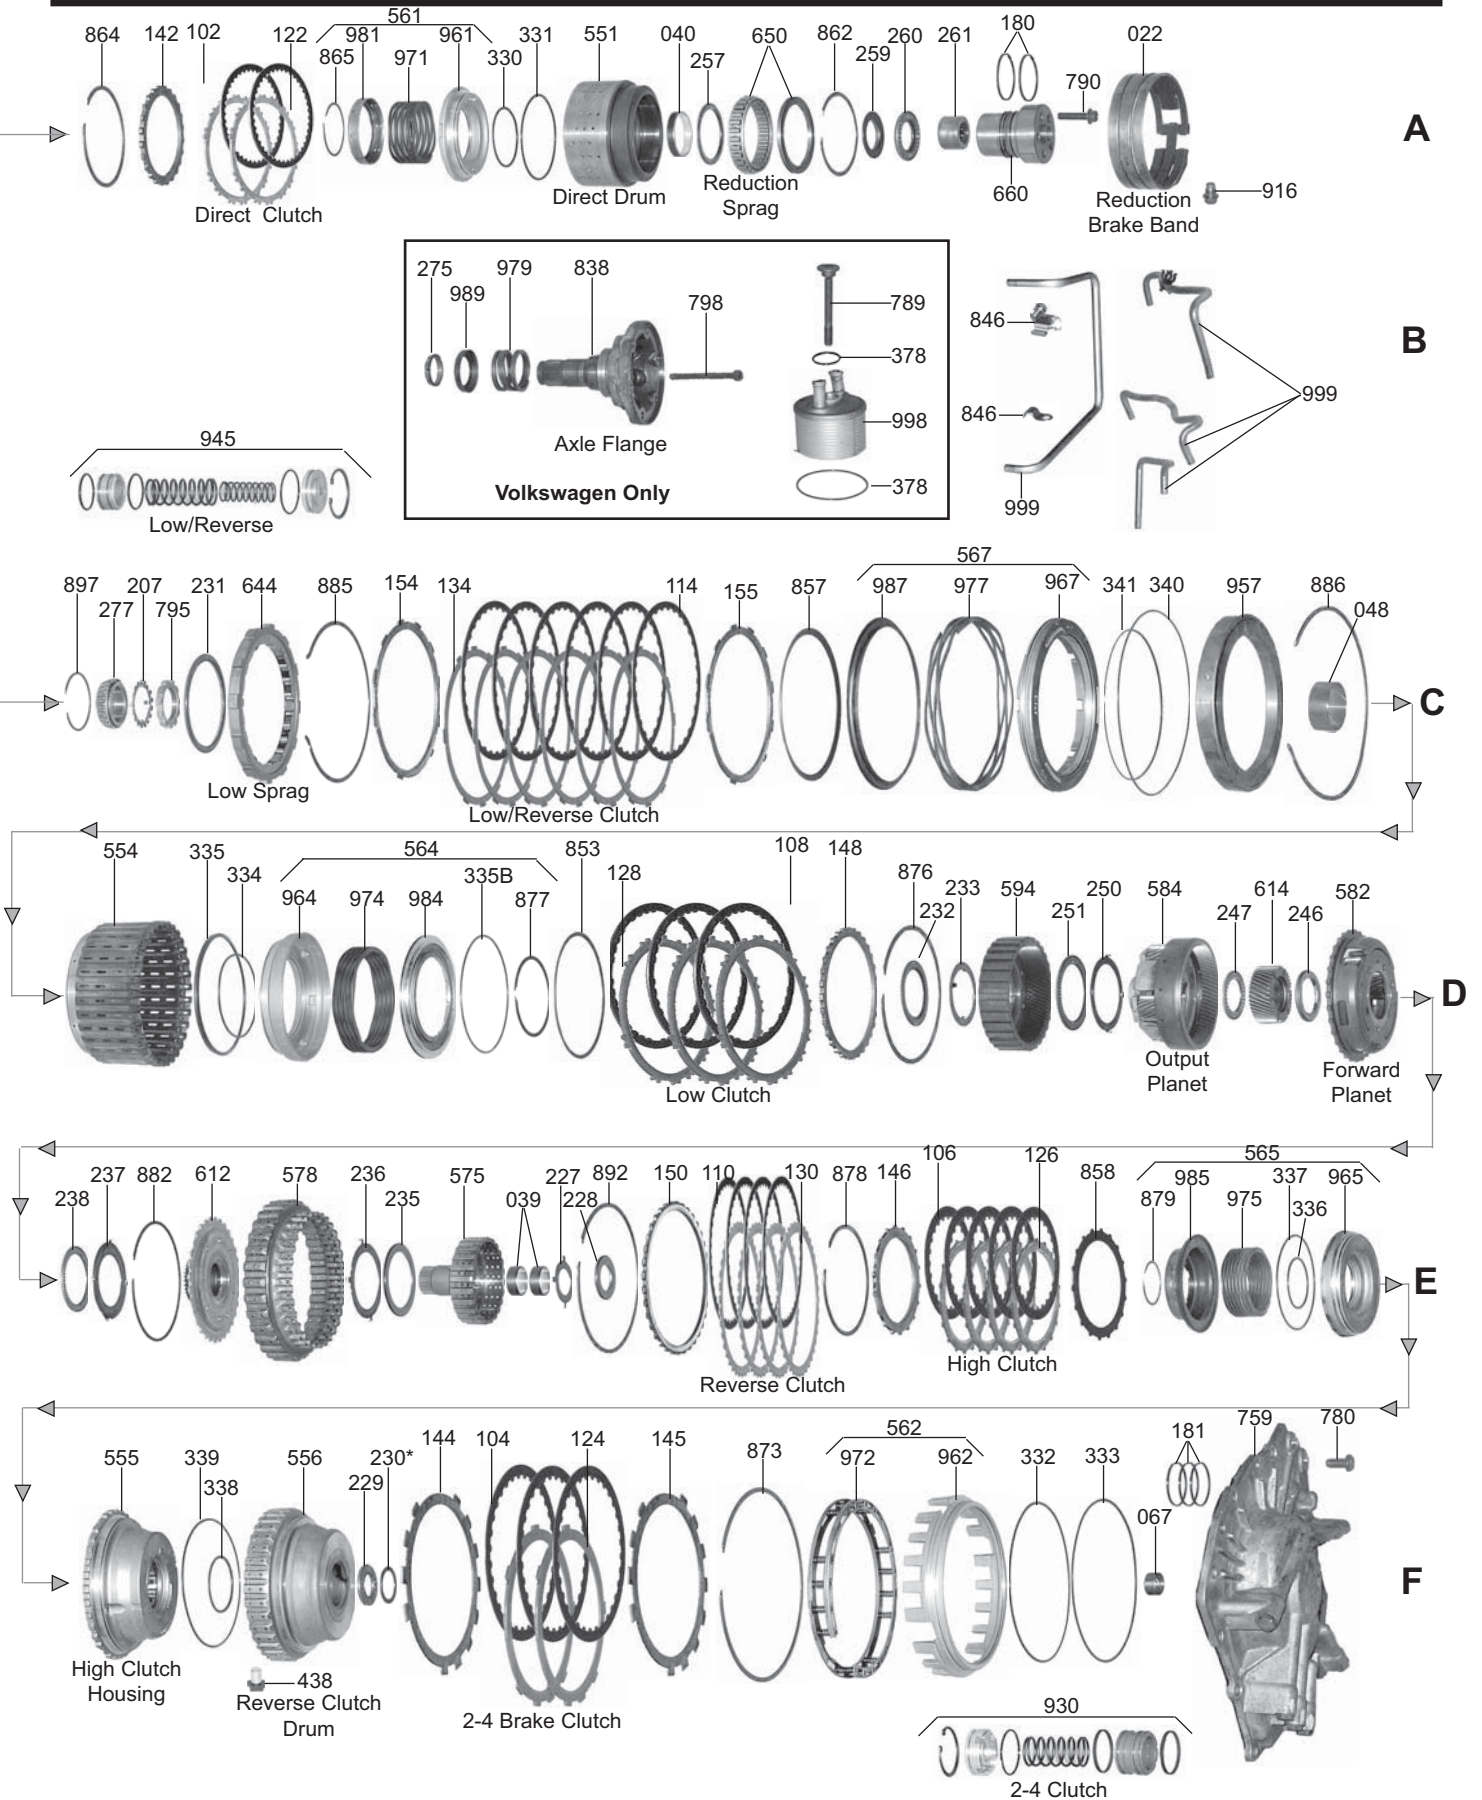 561
864 142 102 122 981 961 331 551 040 650 862 260 261 180 022
865 971 330 257 259 790
A
660
916
Direct Clutch
Direct Drum
Reduction
Sprag
Reduction
Brake Band
275 979 838
989 798 789
378
998
378
Axle Flange
Volkswagen Only
846
846
999
999
B
945
Low/Reverse
567
897 207 231 644 885 154 134 114 155 857 987 977 967 341 340 957 886
277 795 048
C
Low Sprag
Low/Reverse Clutch
554 335 564 853 108 148
334 335B 128 876
964 974 984 877 232 233 594 251 250 584 247 614 246 582
D
Output
Planet
Forward
Planet
Low Clutch
106 126 565
238 237 882 612 578 236 235 575 039 227 228 892 150 110 130 878 146 858 879 985 975 337 336 965
E
High Clutch
Reverse Clutch
555 339 556 230* 144 104 124 145 873 562 181 759 780
338 229 972 962 332 333
067
F
High Clutch
Housing
438
Reverse Clutch
Drum
2-4 Brake Clutch
930
2-4 Clutch